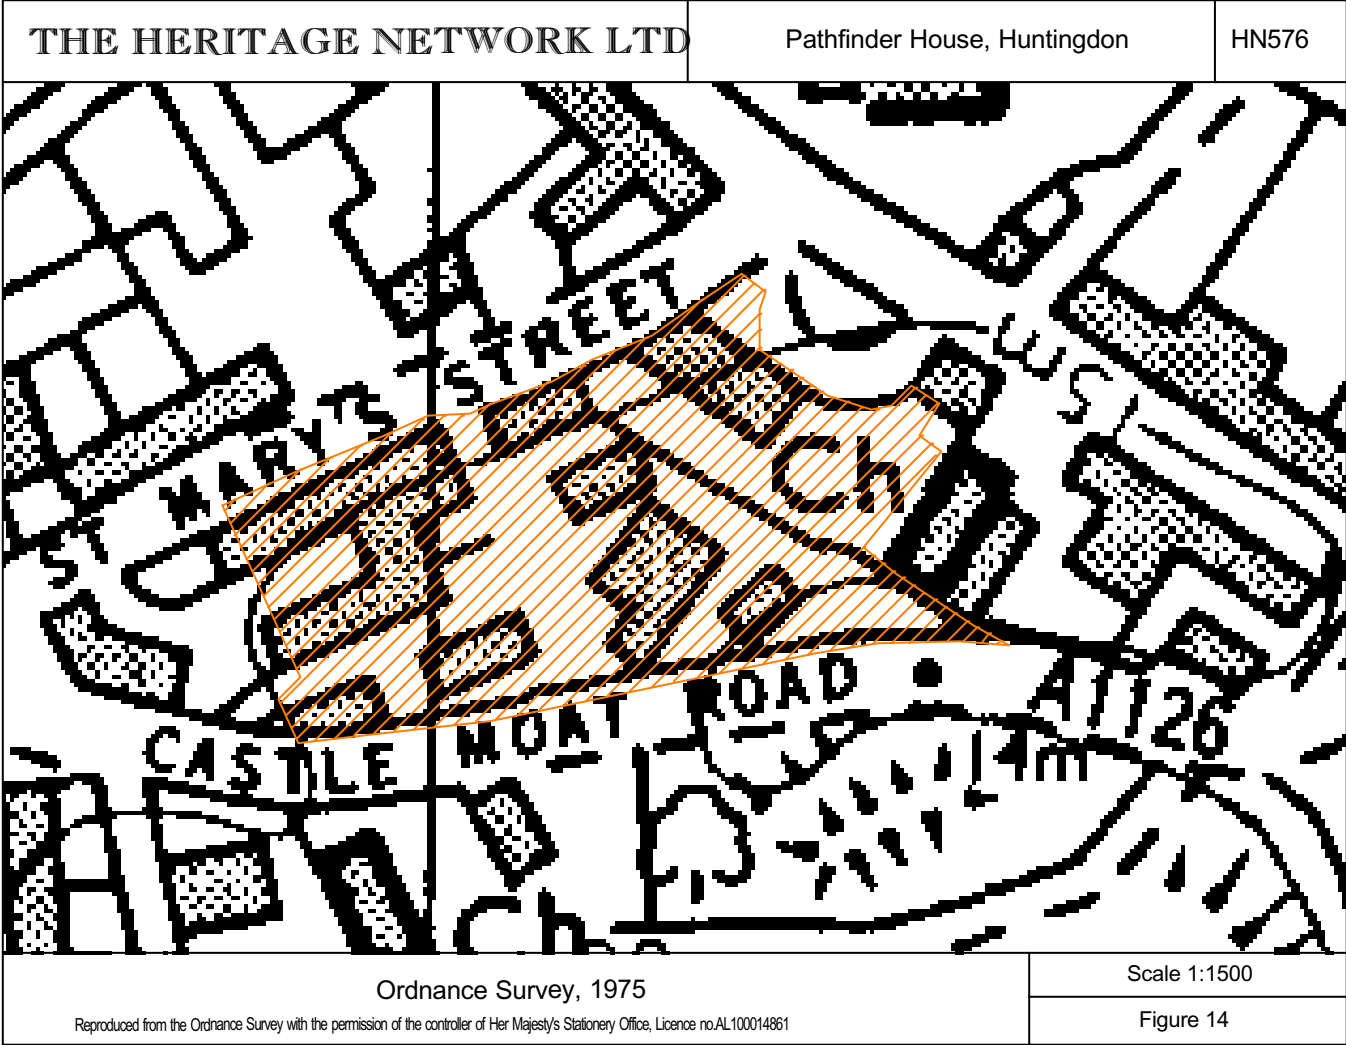 THE HERITAGE NETWORK LTD
Pathfinder House, Huntingdon
HN576
ST MARY'S STREET
Ch
CASTLE MOAT ROAD
A1126
14m
Ch
Ordnance Survey, 1975
Reproduced from the Ordnance Survey with the permission of the controller of Her Majesty's Stationery Office, Licence no.AL100014861
Scale 1:1500
Figure 14